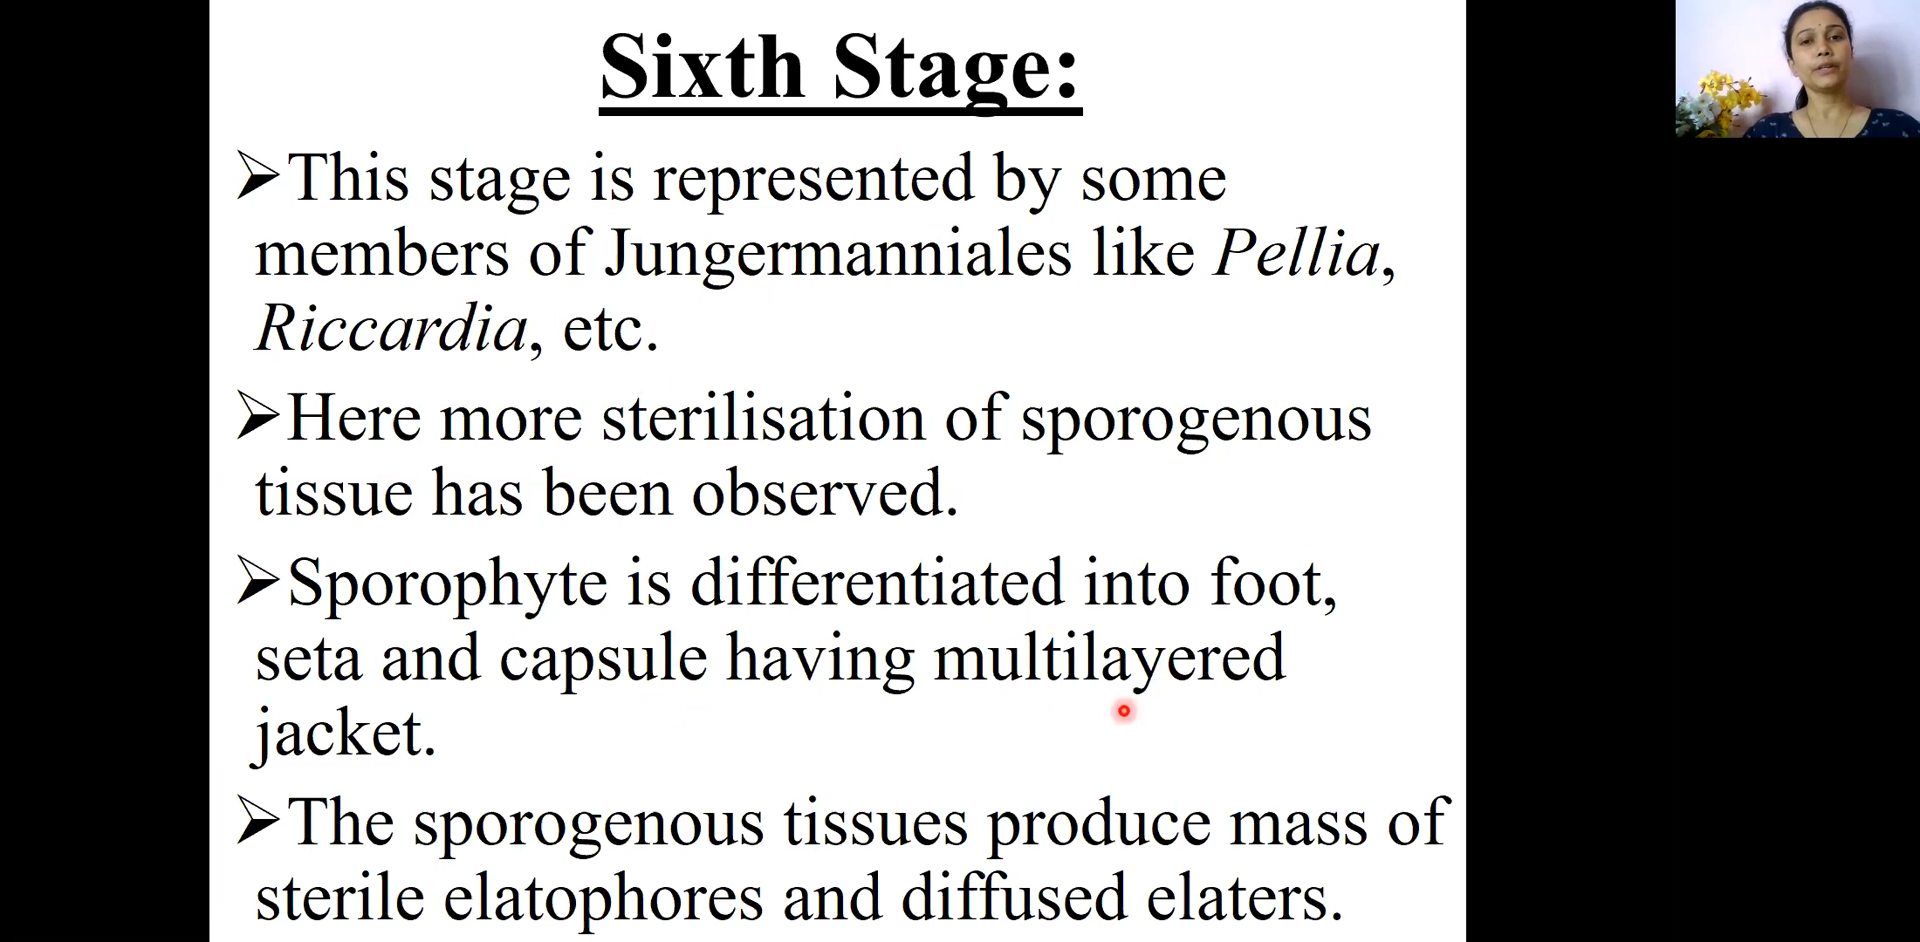 Sixth Stage:
➢This stage is represented by some
members of Jungermanniales like Pellia,
Riccardia, etc.
➢Here more sterilisation of sporogenous
tissue has been observed.
➢Sporophyte is differentiated into foot,
seta and capsule having multilayered
jacket.
➢The sporogenous tissues produce mass of
sterile elatophores and diffused elaters.